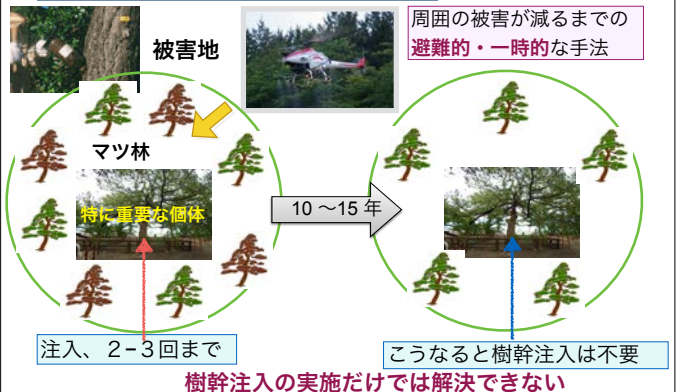 周囲の被害が減るまでの
避難的・一時的な手法
被害地
マツ林
特に重要な個体
10 ～15 年
注入、２−３回まで
こうなると樹幹注入は不要
樹幹注入の実施だけでは解決できない